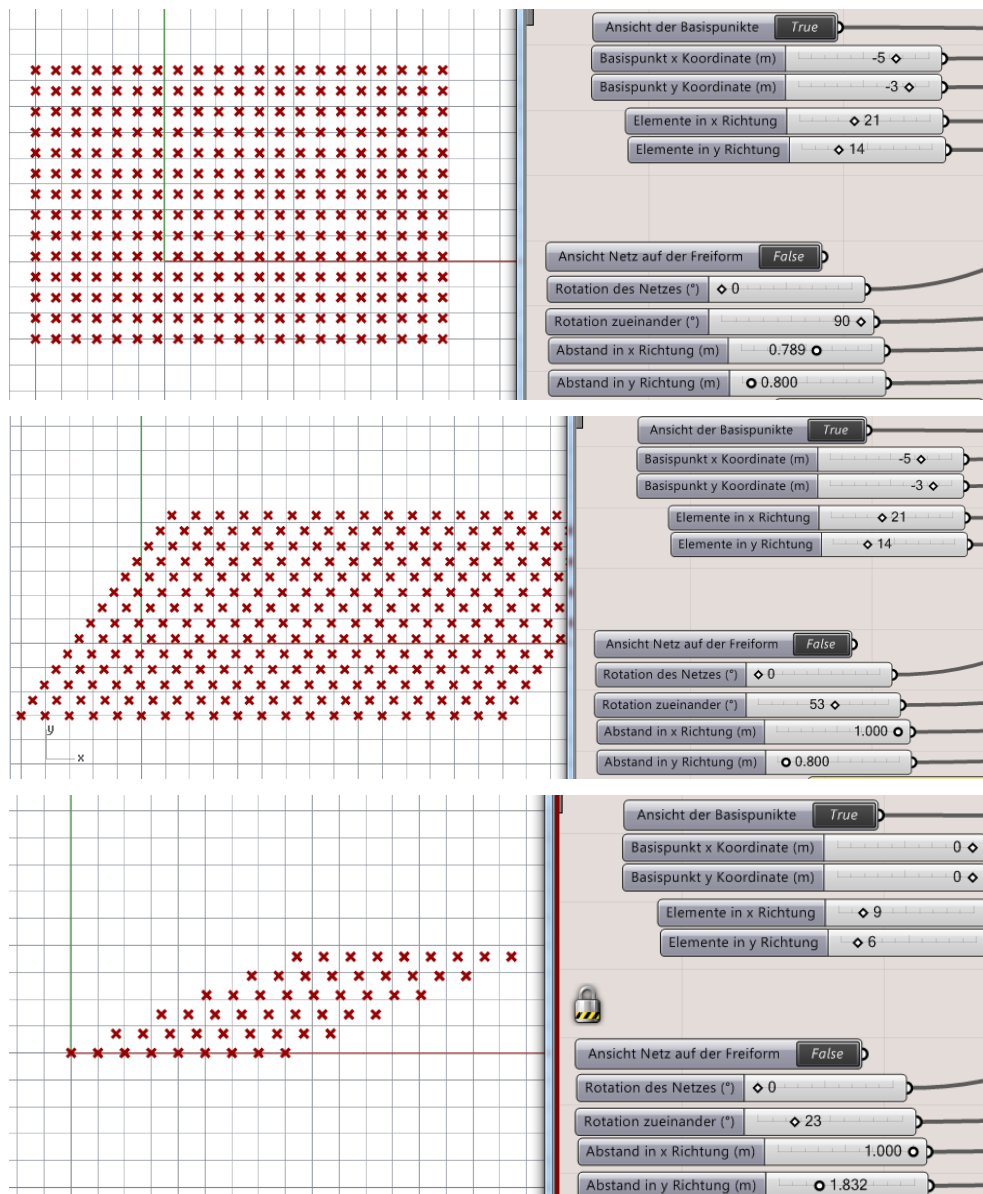 Ansicht der Basispunkte True
Basispunkt x Koordinate (m) -5
Basispunkt y Koordinate (m) -3
Elemente in x Richtung 21
Elemente in y Richtung 14
Ansicht Netz auf der Freiform False
Rotation des Netzes (°) 0
Rotation zueinander (°) 90
Abstand in x Richtung (m) 0.789
Abstand in y Richtung (m) 0.800
Ansicht der Basispunkte True
Basispunkt x Koordinate (m) -5
Basispunkt y Koordinate (m) -3
Elemente in x Richtung 21
Elemente in y Richtung 14
Ansicht Netz auf der Freiform False
Rotation des Netzes (°) 0
Rotation zueinander (°) 53
Abstand in x Richtung (m) 1.000
Abstand in y Richtung (m) 0.800
y
x
Ansicht der Basispunkte True
Basispunkt x Koordinate (m) 0
Basispunkt y Koordinate (m) 0
Elemente in x Richtung 9
Elemente in y Richtung 6
Ansicht Netz auf der Freiform False
Rotation des Netzes (°) 0
Rotation zueinander (°) 23
Abstand in x Richtung (m) 1.000
Abstand in y Richtung (m) 1.832